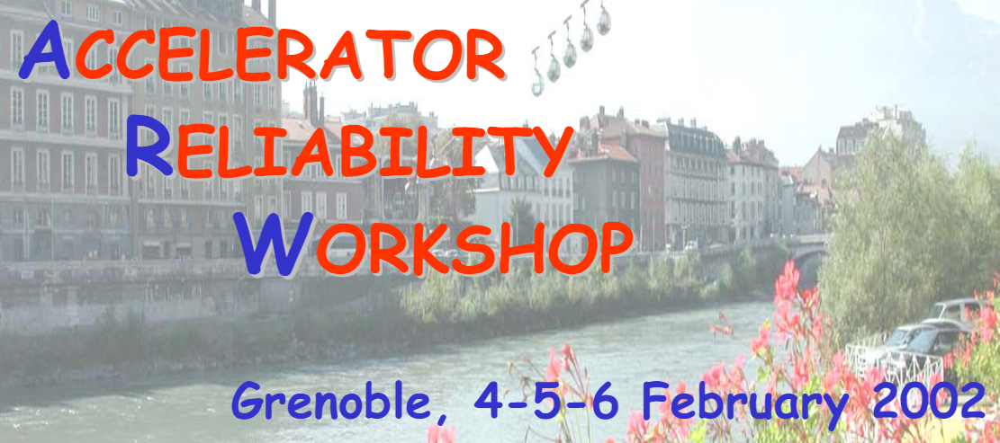 ACCELERATOR
RELIABILITY
WORKSHOP
Grenoble, 4-5-6 February 2002